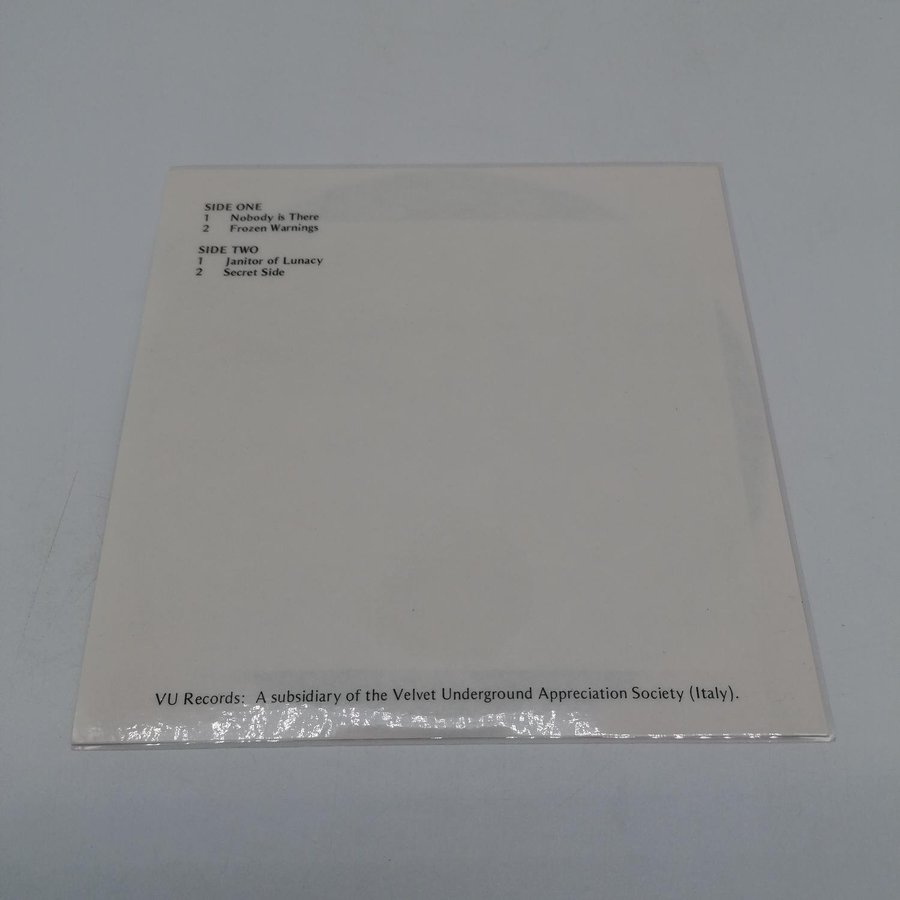 SIDE ONE
1 Nobody is There
2 Frozen Warnings
SIDE TWO
1 Janitor of Lunacy
2 Secret Side
VU Records: A subsidiary of the Velvet Underground Appreciation Society (Italy).